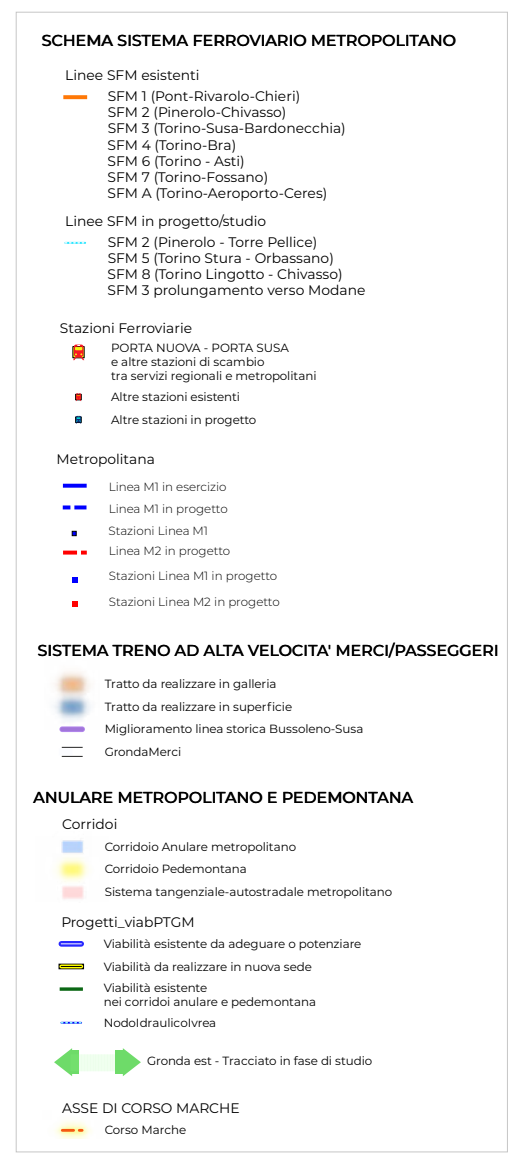 SCHEMA SISTEMA FERROVIARIO METROPOLITANO
Linee SFM esistenti
SFM 1 (Pont-Rivarolo-Chieri)
SFM 2 (Pinerolo-Chivasso)
SFM 3 (Torino-Susa-Bardonecchia)
SFM 4 (Torino-Bra)
SFM 6 (Torino - Asti)
SFM 7 (Torino-Fossano)
SFM A (Torino-Aeroporto-Ceres)
Linee SFM in progetto/studio
SFM 2 (Pinerolo - Torre Pellice)
SFM 5 (Torino Stura - Orbassano)
SFM 8 (Torino Lingotto - Chivasso)
SFM 3 prolungamento verso Modane
Stazioni Ferroviarie
PORTA NUOVA - PORTA SUSA
e altre stazioni di scambio
tra servizi regionali e metropolitani
Altre stazioni esistenti
Altre stazioni in progetto
Metropolitana
Linea M1 in esercizio
Linea M1 in progetto
Stazioni Linea M1
Linea M2 in progetto
Stazioni Linea M1 in progetto
Stazioni Linea M2 in progetto
SISTEMA TRENO AD ALTA VELOCITA' MERCI/PASSEGGERI
Tratto da realizzare in galleria
Tratto da realizzare in superficie
Miglioramento linea storica Bussoleno-Susa
GrondaMerci
ANULARE METROPOLITANO E PEDEMONTANA
Corridoi
Corridoio Anulare metropolitano
Corridoio Pedemontana
Sistema tangenziale-autostradale metropolitano
Progetti_viabPTGM
Viabilità esistente da adeguare o potenziare
Viabilità da realizzare in nuova sede
Viabilità esistente
nei corridoi anulare e pedemontana
NodoIdraulicoIvrea
Gronda est - Tracciato in fase di studio
ASSE DI CORSO MARCHE
Corso Marche